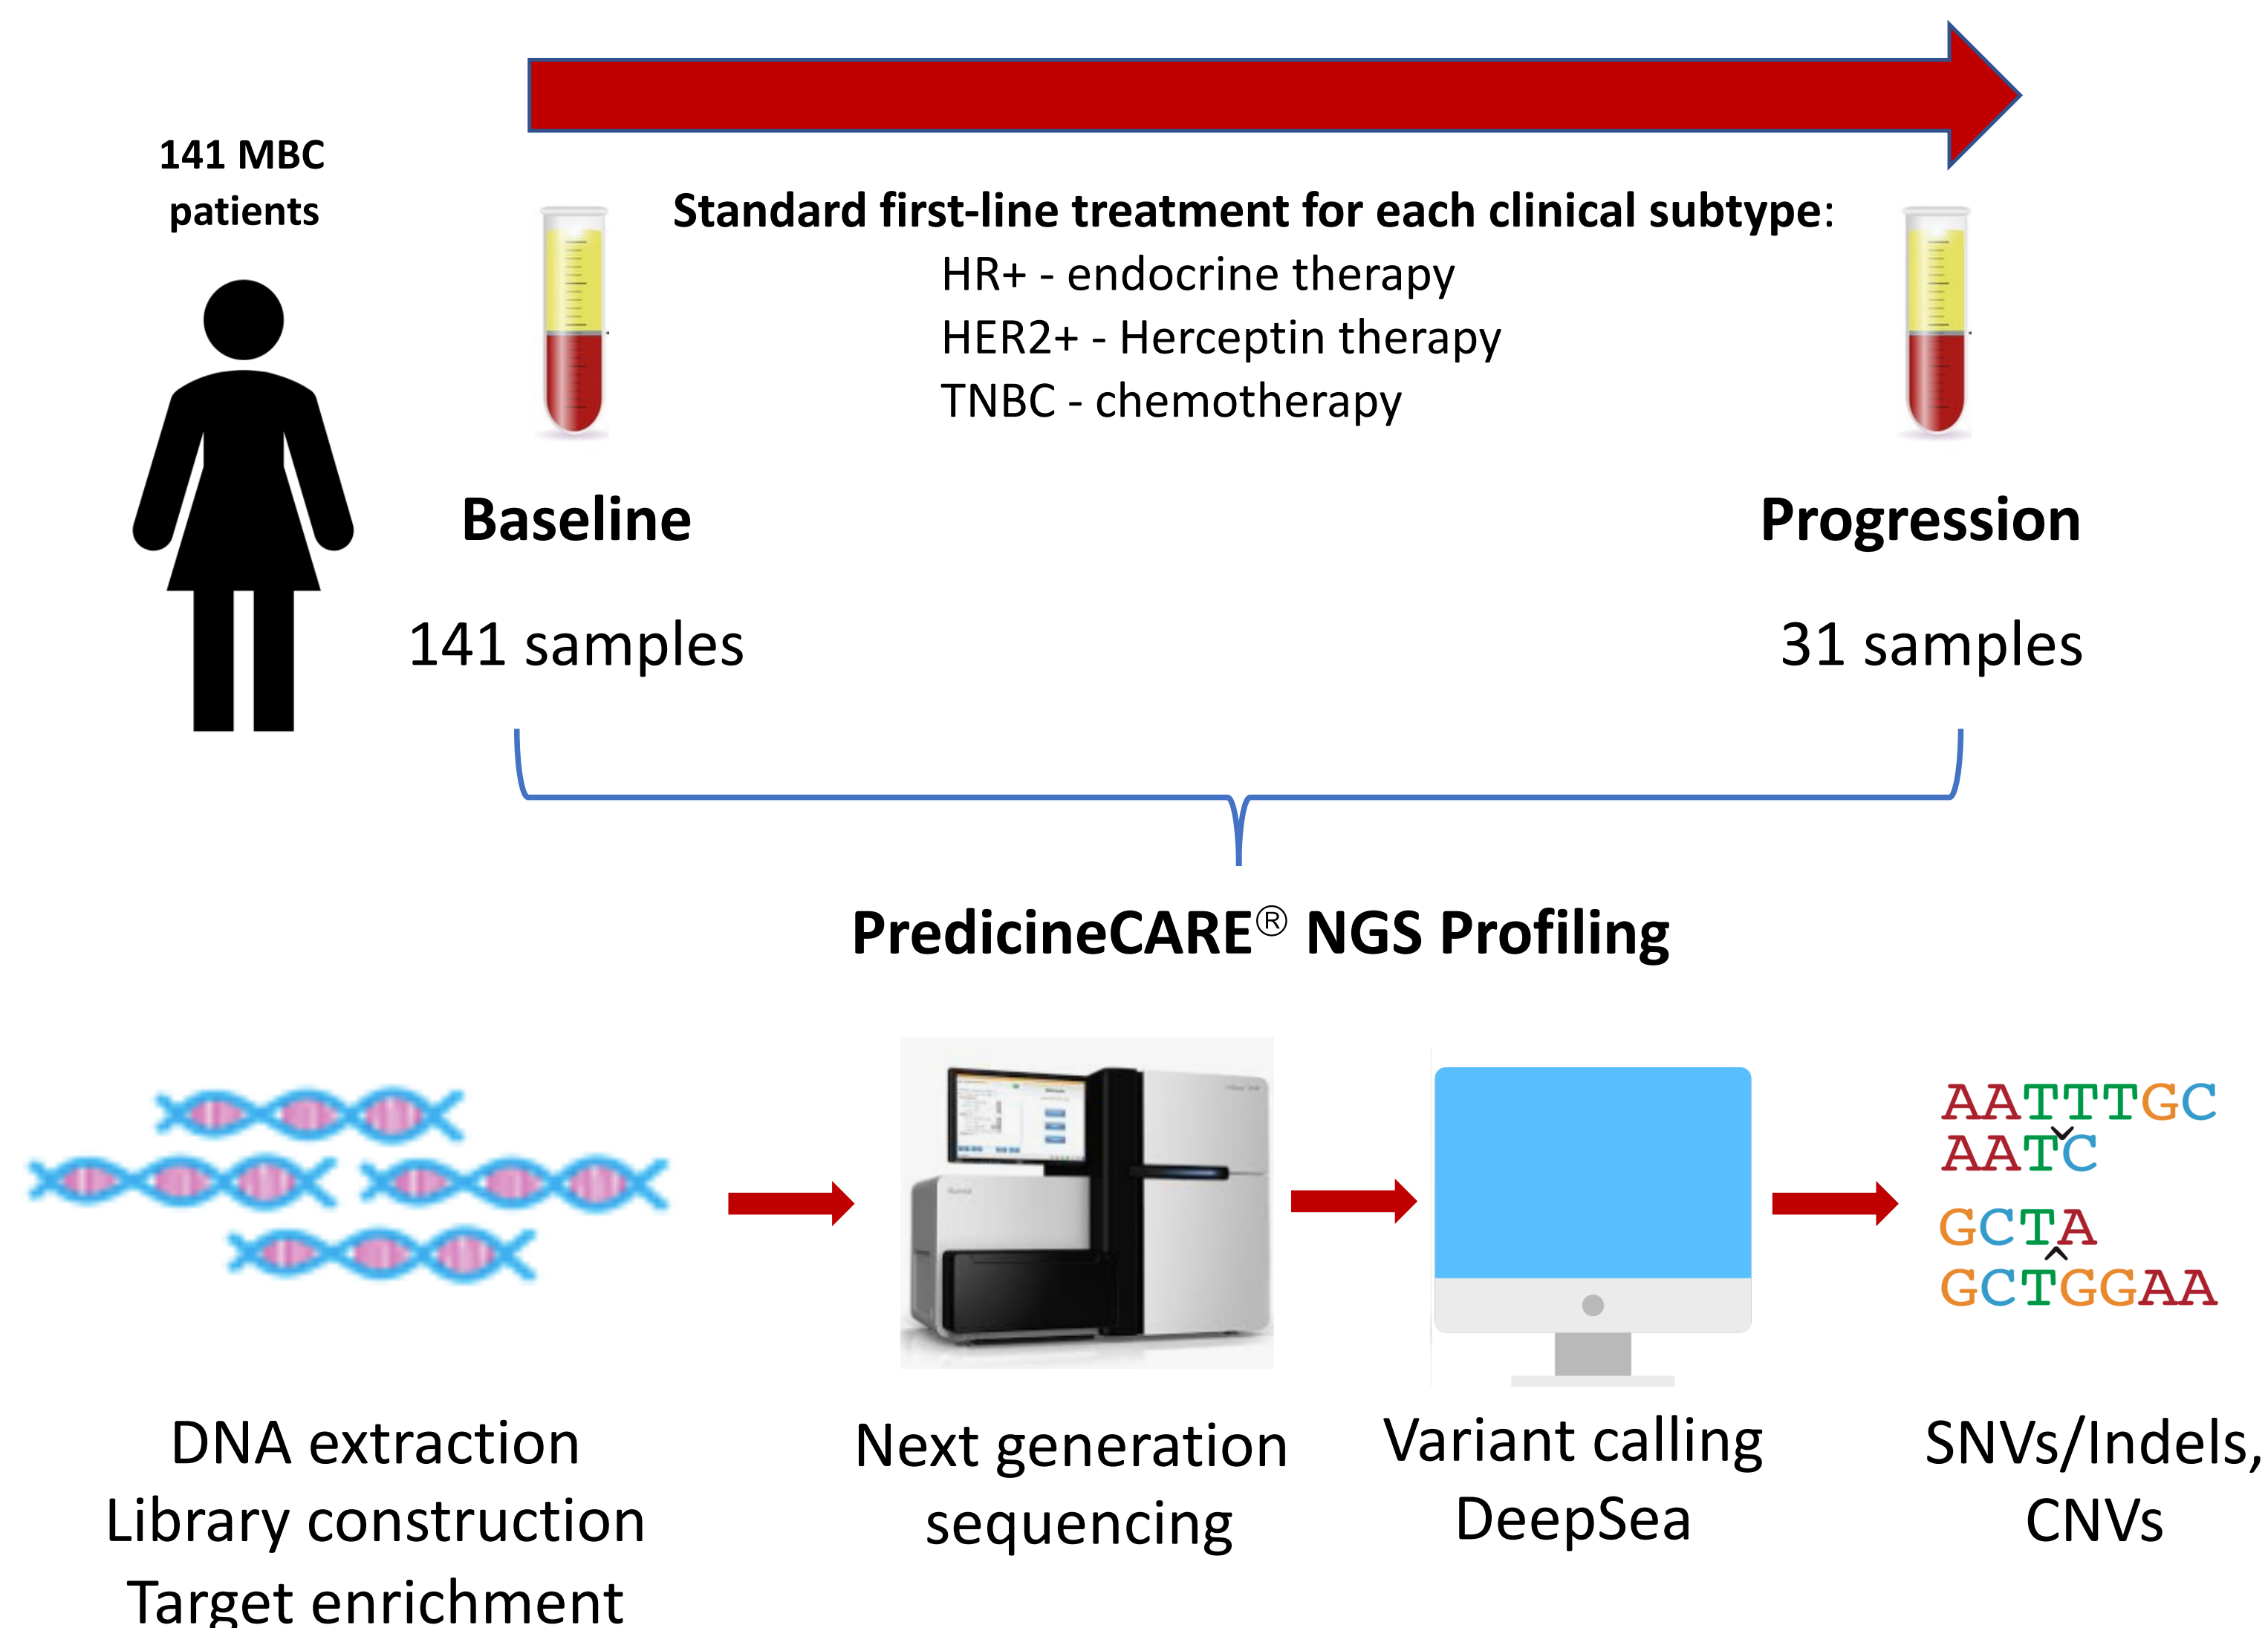 141 MBC
patients
Standard first-line treatment for each clinical subtype:
HR+ - endocrine therapy
HER2+ - Herceptin therapy
TNBC - chemotherapy
Baseline
Progression
141 samples
31 samples
PredicineCARE® NGS Profiling
AATTTGC
AATC
GCTA
GCTGGAA
DNA extraction
Library construction
Target enrichment
Next generation
sequencing
Variant calling
DeepSea
SNVs/Indels,
CNVs